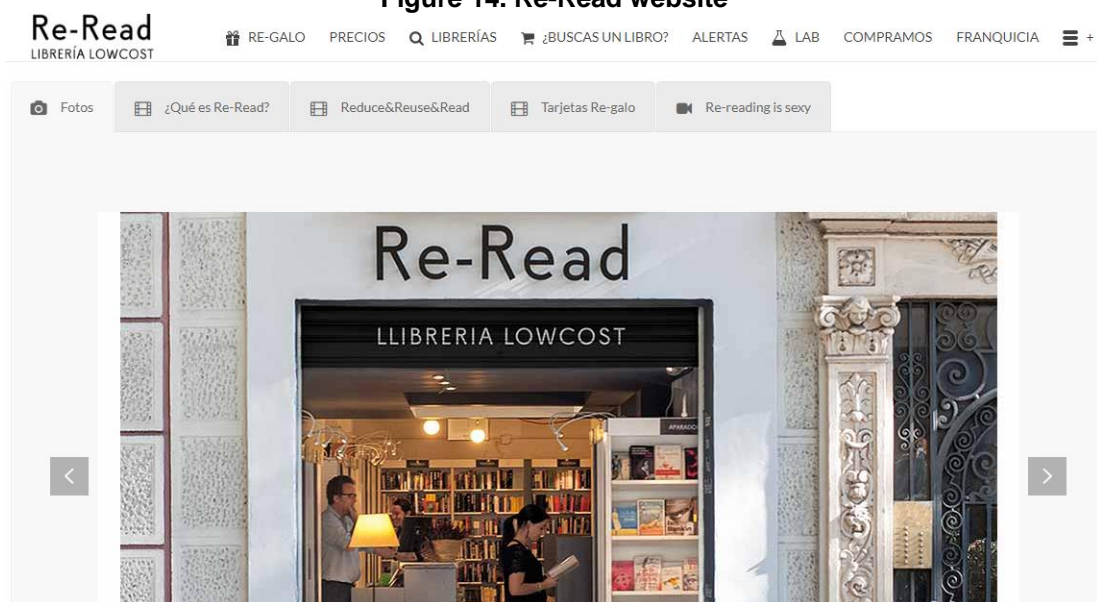 Figure 14. Re-Read website
Re-Read
LIBRERÍA LOWCOST
RE-GALO PRECIOS LIBRERÍAS ¿BUSCAS UN LIBRO? ALERTAS LAB COMPRAMOS FRANQUICIA +
Fotos ¿Qué es Re-Read? Reduce&Reuse&Read Tarjetas Re-galo Re-reading is sexy
Re-Read
LLIBRERIA LOWCOST